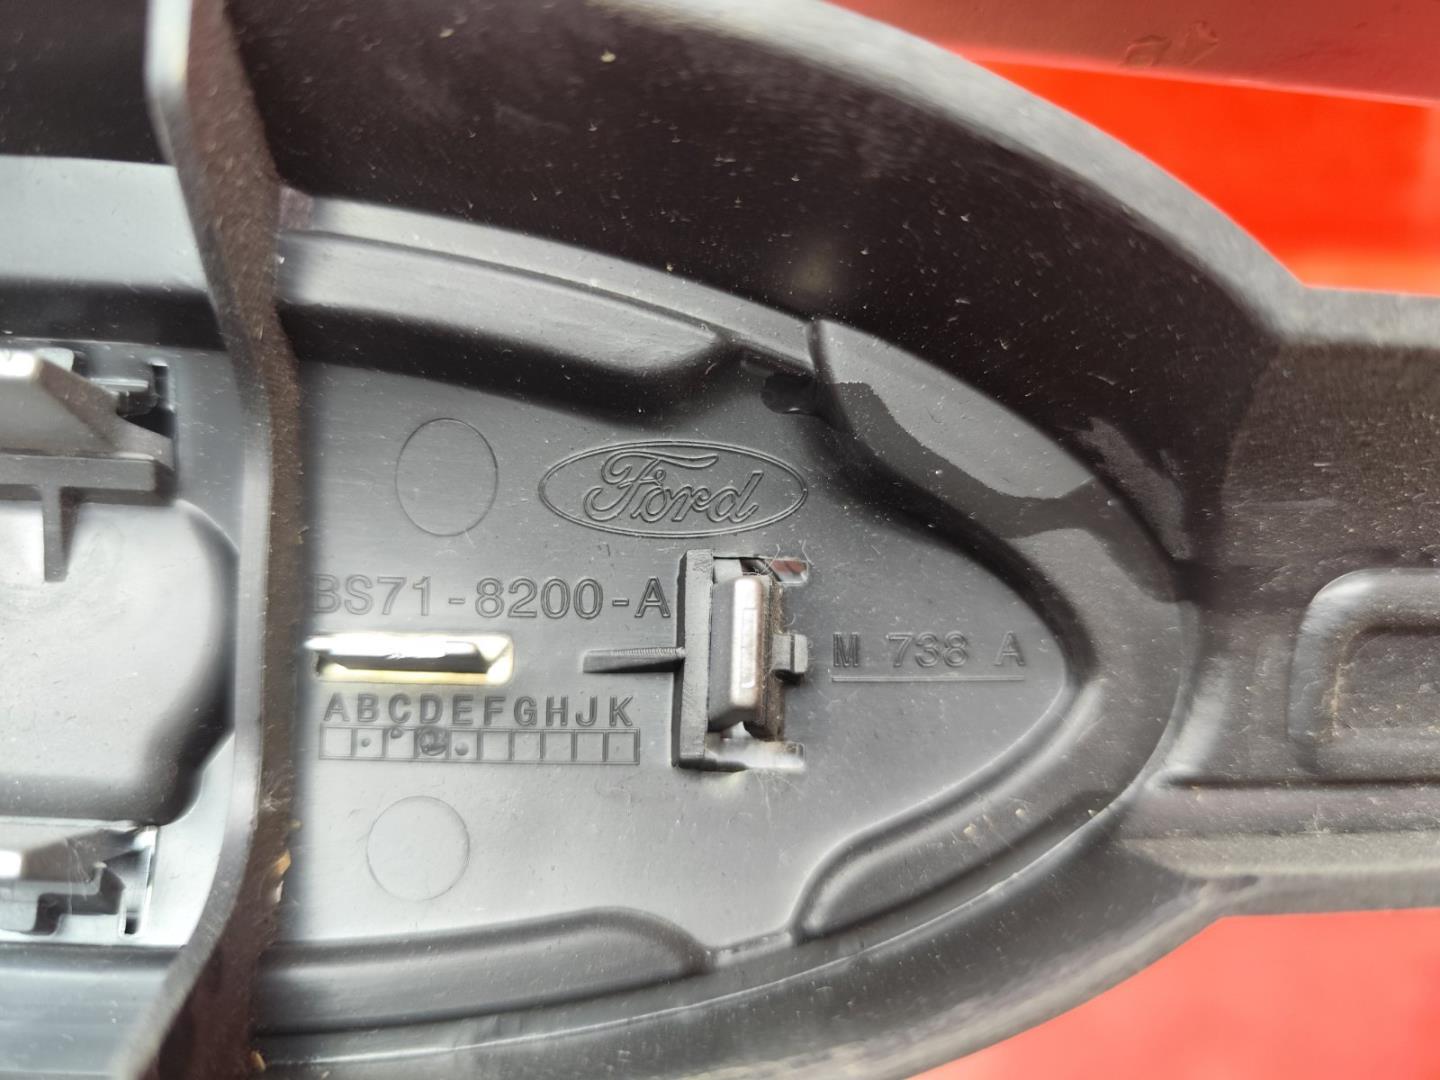 Ford
BS71-8200-A
M 738 A
ABCDEFGHJK